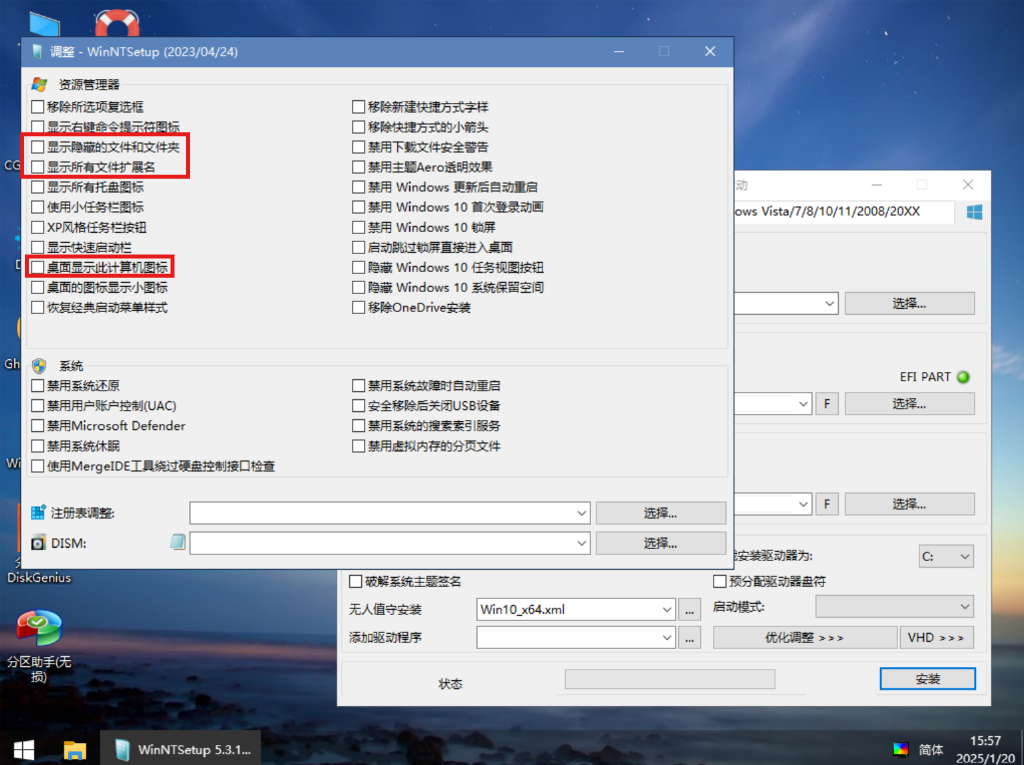 调整 - WinNTSetup (2023/04/24)
资源管理器
移除所选项复选框
显示右键命令提示符图标
显示隐藏的文件和文件夹
显示所有文件扩展名
显示所有托盘图标
使用小任务栏图标
XP风格任务栏按钮
显示快速启动栏
桌面显示此计算机图标
桌面的图标显示小图标
恢复经典启动菜单样式
移除新建快捷方式字样
移除快捷方式的小箭头
禁用下载文件安全警告
禁用主题Aero透明效果
禁用 Windows 更新后自动重启
禁用 Windows 10 首次登录动画
禁用 Windows 10 锁屏
启动跳过锁屏直接进入桌面
隐藏 Windows 10 任务视图按钮
隐藏 Windows 10 系统保留空间
移除OneDrive安装
系统
禁用系统还原
禁用用户账户控制(UAC)
禁用Microsoft Defender
禁用系统休眠
使用MergeIDE工具绕过硬盘控制接口检查
禁用系统故障时自动重启
安全移除后关闭USB设备
禁用系统的搜素索引服务
禁用虚拟内存的分页文件
注册表调整:
选择...
DISM:
选择...
动
ows Vista/7/8/10/11/2008/20XX
选择...
EFI PART
F
选择...
F
选择...
安装驱动器为:
C:
破解系统主题签名
预分配驱动器盘符
无人值守安装
Win10_x64.xml
...
启动模式:
添加驱动程序
...
优化调整 >>>
VHD >>>
状态
安装
CG
D
Gh
Wi
分
DiskGenius
分区助手(无
损)
WinNTSetup 5.3.1...
简体
15:57
2025/1/20